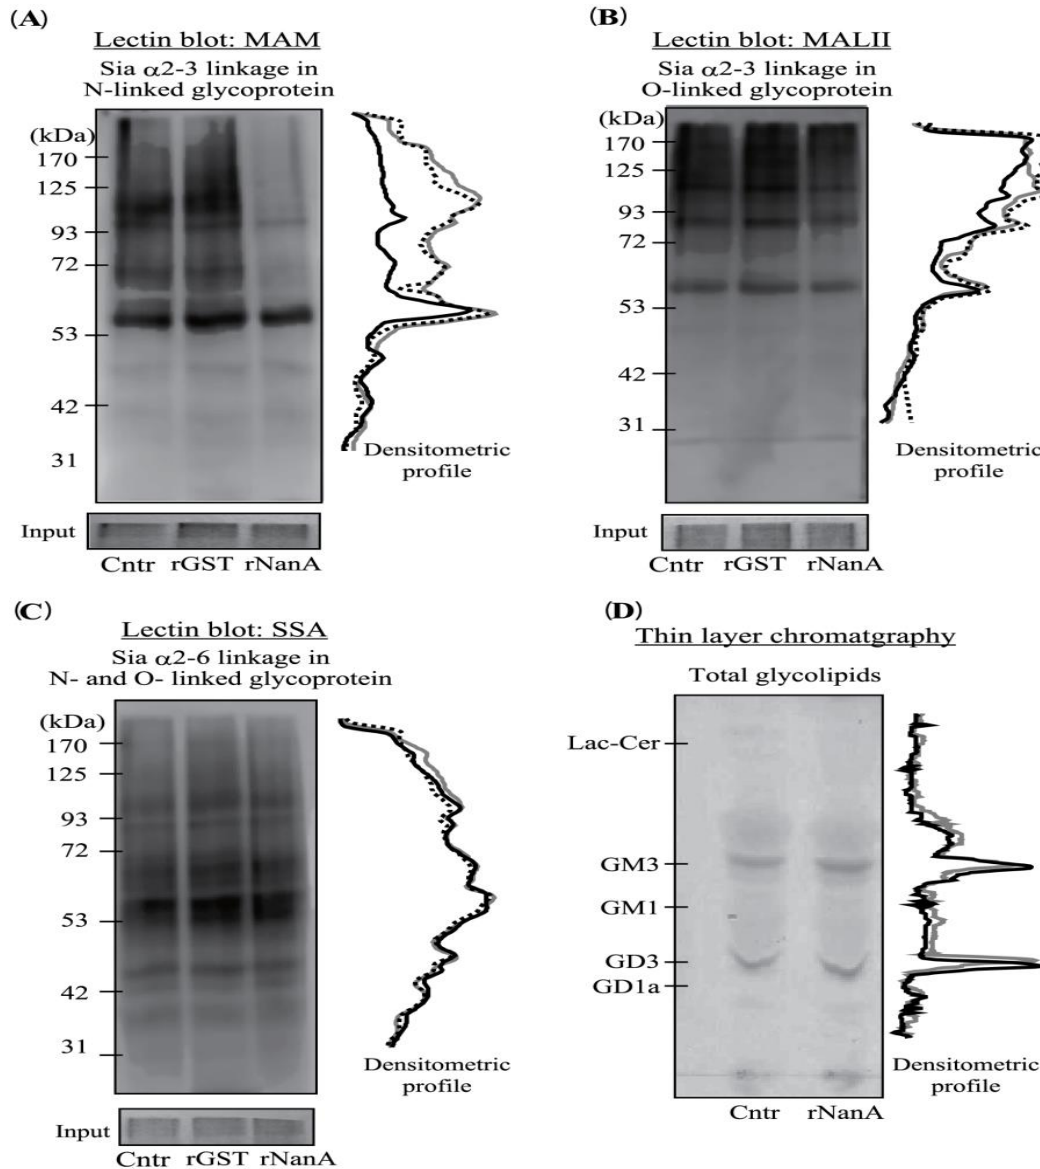 (A)
Lectin blot: MAM
Sia α2-3 linkage in
N-linked glycoprotein
(kDa)
170
125
93
72
53
42
31
Densitometric
profile
Input
Cntr rGST rNanA
(B)
Lectin blot: MALII
Sia α2-3 linkage in
O-linked glycoprotein
(kDa)
170
125
93
72
53
42
31
Densitometric
profile
Input
Cntr rGST rNanA
(C)
Lectin blot: SSA
Sia α2-6 linkage in
N- and O- linked glycoprotein
(kDa)
170
125
93
72
53
42
31
Densitometric
profile
Input
Cntr rGST rNanA
(D)
Thin layer chromatgraphy
Total glycolipids
Lac-Cer
GM3
GM1
GD3
GD1a
Densitometric
profile
Cntr rNanA